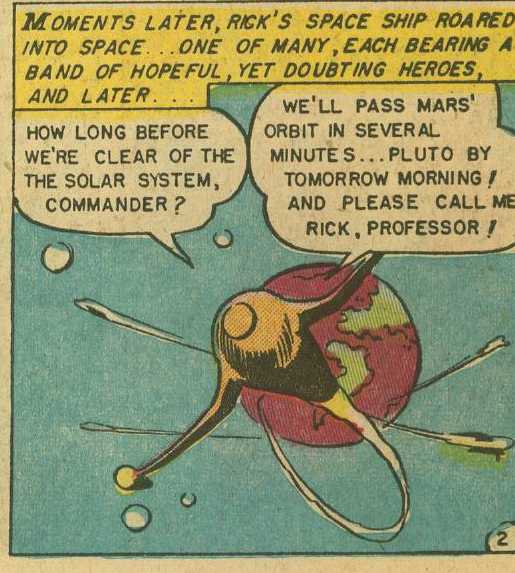 MOMENTS LATER, RICK'S SPACE SHIP ROARED
INTO SPACE...ONE OF MANY, EACH BEARING A
BAND OF HOPEFUL, YET DOUBTING HEROES,
AND LATER....
HOW LONG BEFORE
WE'RE CLEAR OF THE
THE SOLAR SYSTEM,
COMMANDER?
WE'LL PASS MARS'
ORBIT IN SEVERAL
MINUTES...PLUTO BY
TOMORROW MORNING!
AND PLEASE CALL ME
RICK, PROFESSOR!
2